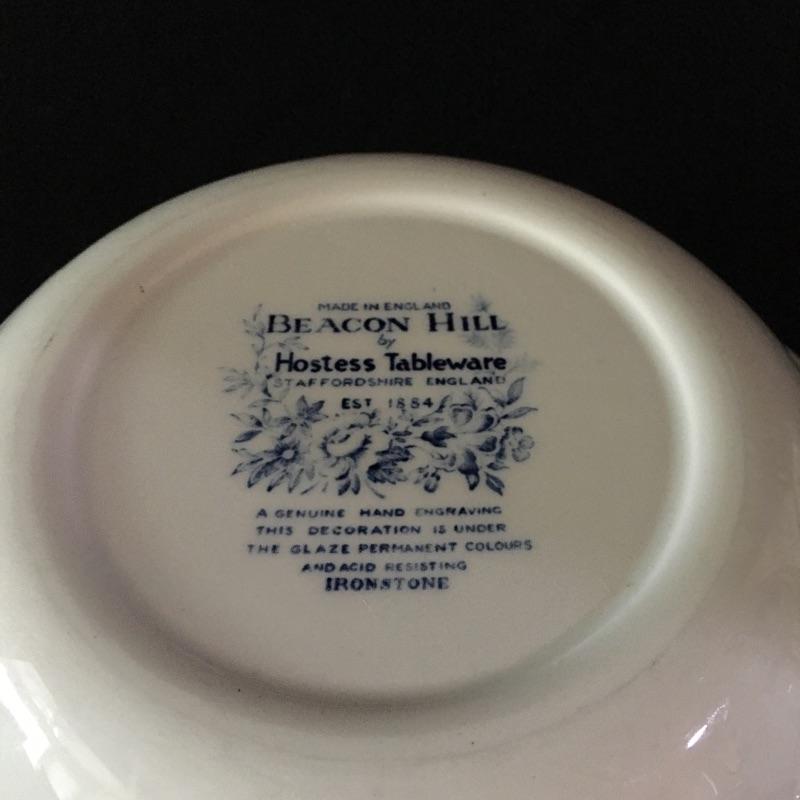 MADE IN ENGLAND
BEACON HILL
by
Hostess Tableware
STAFFORDSHIRE ENGLAND
EST 1884
A GENUINE HAND ENGRAVING
THIS DECORATION IS UNDER
THE GLAZE PERMANENT COLOURS
AND ACID RESISTING
IRONSTONE